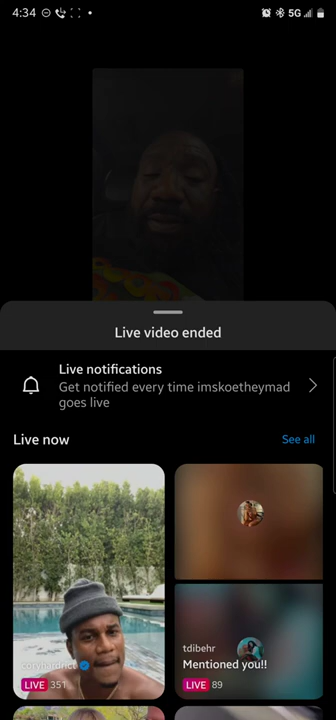 4:34
5G
Live video ended
Live notifications
Get notified every time imskoetheymad
goes live
Live now
See all
LIVE 351
tdibehr
Mentioned you!!
LIVE 89